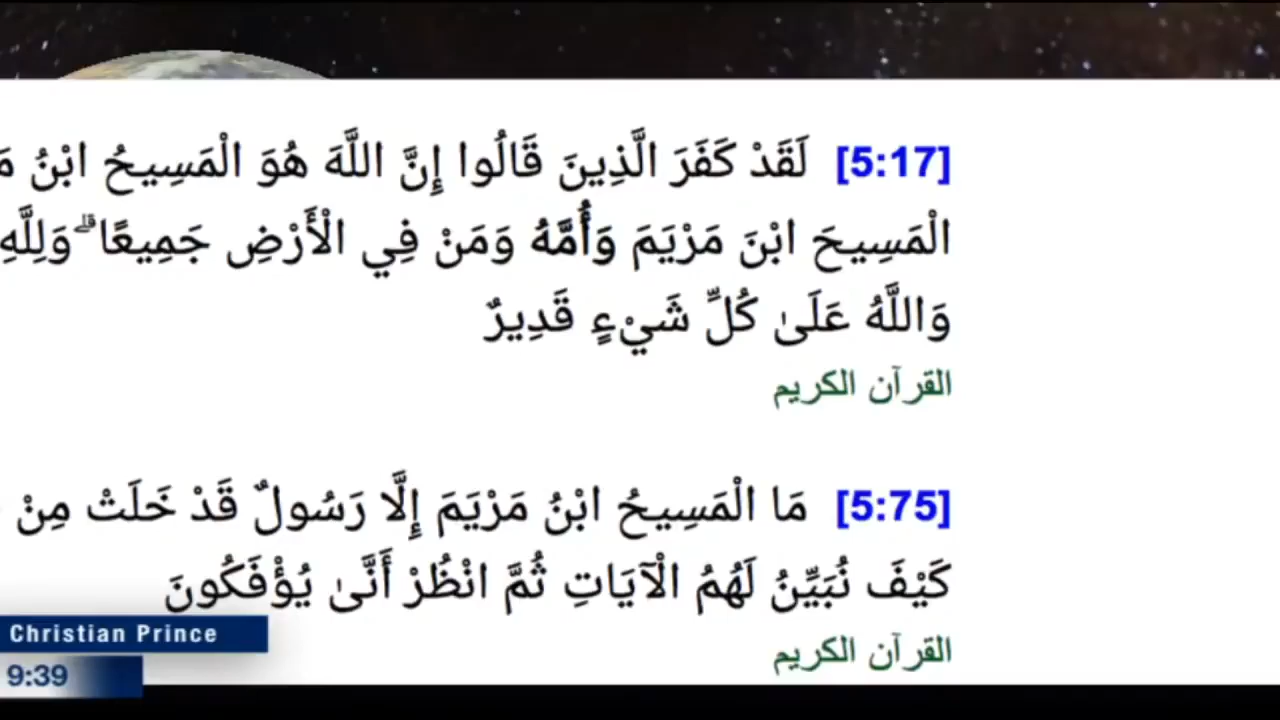 [5:17] لَقَدْ كَفَرَ الَّذِينَ قَالُوا إِنَّ اللَّهَ هُوَ الْمَسِيحُ ابْنُ
الْمَسِيحَ ابْنَ مَرْيَمَ وَأُمَّهُ وَمَنْ فِي الْأَرْضِ جَمِيعًا ۗ وَلِلَّهِ
وَاللَّهُ عَلَىٰ كُلِّ شَيْءٍ قَدِيرٌ
القرآن الكريم
[5:75] مَا الْمَسِيحُ ابْنُ مَرْيَمَ إِلَّا رَسُولٌ قَدْ خَلَتْ مِنْ
كَيْفَ نُبَيِّنُ لَهُمُ الْآيَاتِ ثُمَّ انْظُرْ أَنَّىٰ يُؤْفَكُونَ
القرآن الكريم
Christian Prince
9:39